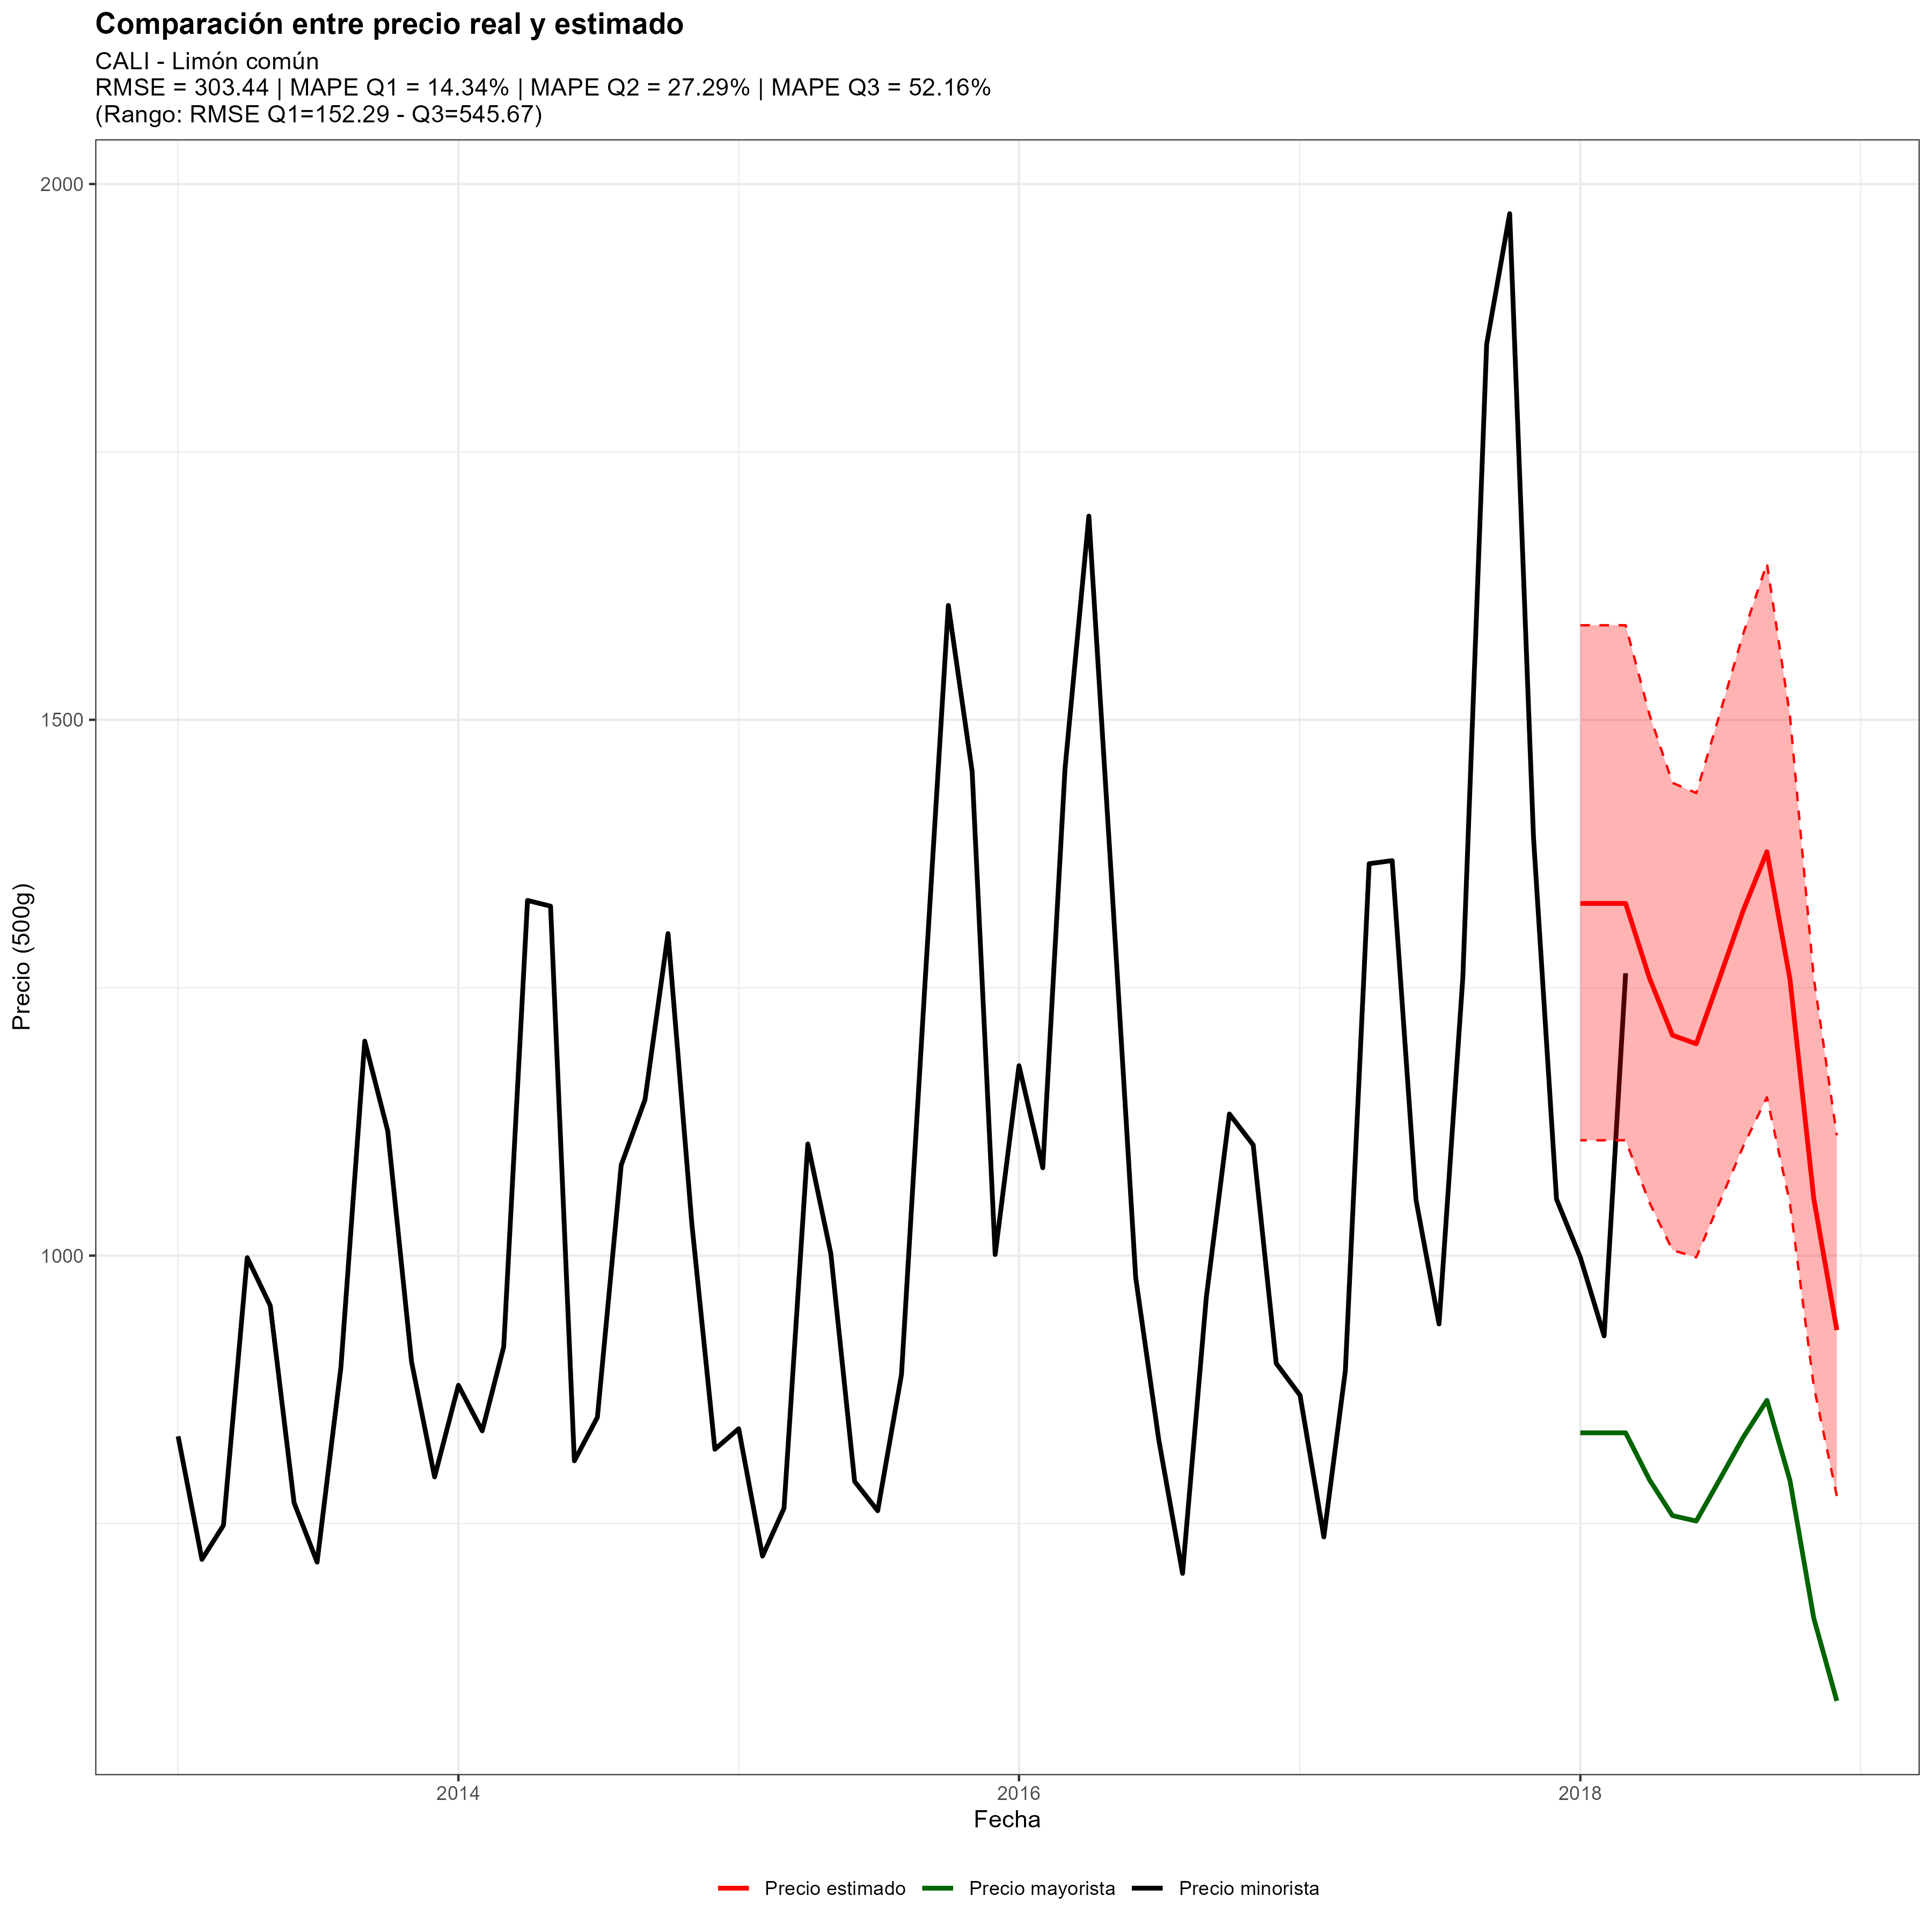 Comparación entre precio real y estimado
CALI - Limón común
RMSE = 303.44 | MAPE Q1 = 14.34% | MAPE Q2 = 27.29% | MAPE Q3 = 52.16%
(Rango: RMSE Q1=152.29 - Q3=545.67)
2000
1500
1000
Precio (500g)
2014
2016
2018
Fecha
Precio estimado
Precio mayorista
Precio minorista